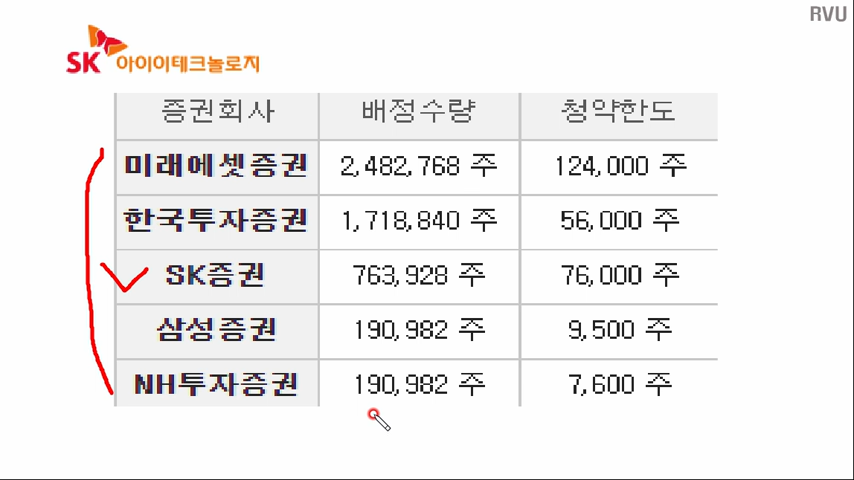 RVU
SK 아이이테크놀로지
증권회사 배정수량 청약한도
미래에셋증권 2,482,768 주 124,000 주
한국투자증권 1,718,840 주 56,000 주
SK증권 763,928 주 76,000 주
삼성증권 190,982 주 9,500 주
NH투자증권 190,982 주 7,600 주